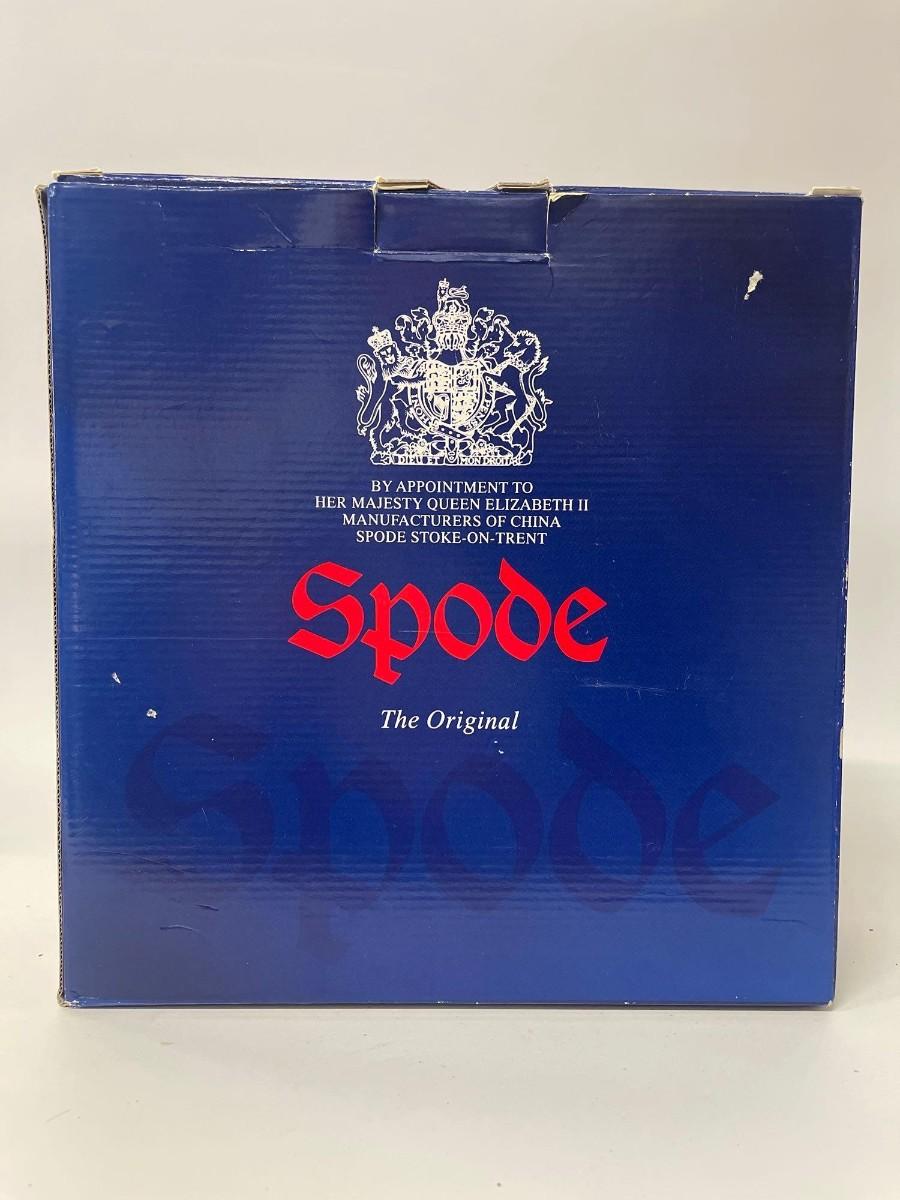 DIEU ET MON DROIT
BY APPOINTMENT TO
HER MAJESTY QUEEN ELIZABETH II
MANUFACTURERS OF CHINA
SPODE STOKE-ON-TRENT
Spode
The Original
Spode